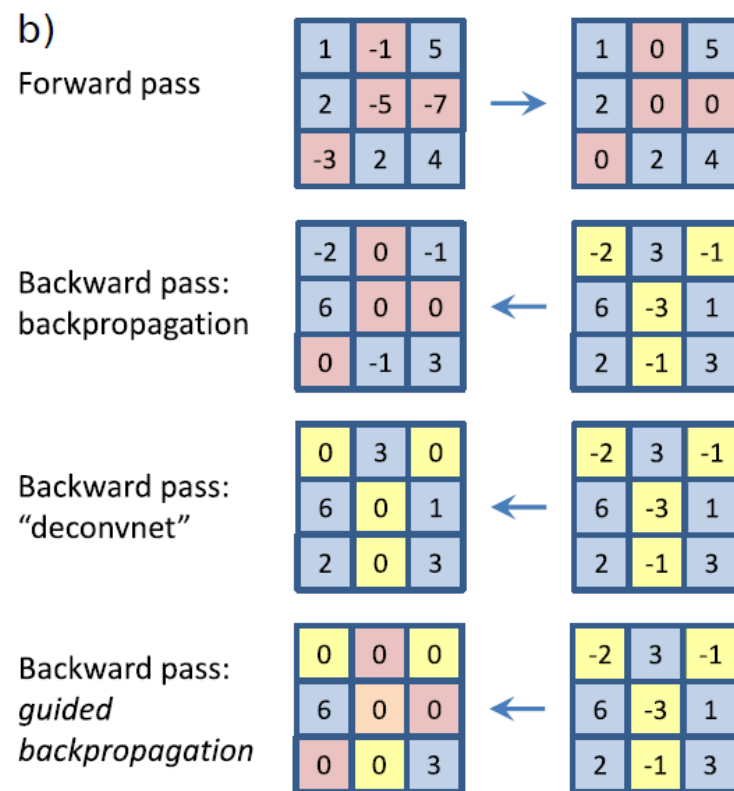 b)
Forward pass
1 -1 5 1 0 5
2 -5 -7 2 0 0
-3 2 4 0 2 4
Backward pass:
backpropagation
-2 0 -1 -2 3 -1
6 0 0 6 -3 1
0 -1 3 2 -1 3
Backward pass:
“deconvnet”
0 3 0 -2 3 -1
6 0 1 6 -3 1
2 0 3 2 -1 3
Backward pass:
guided
backpropagation
0 0 0 -2 3 -1
6 0 0 6 -3 1
0 0 3 2 -1 3